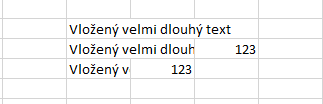 Vložený velmi dlouhý text
Vložený velmi dlouh 123
Vložený v 123